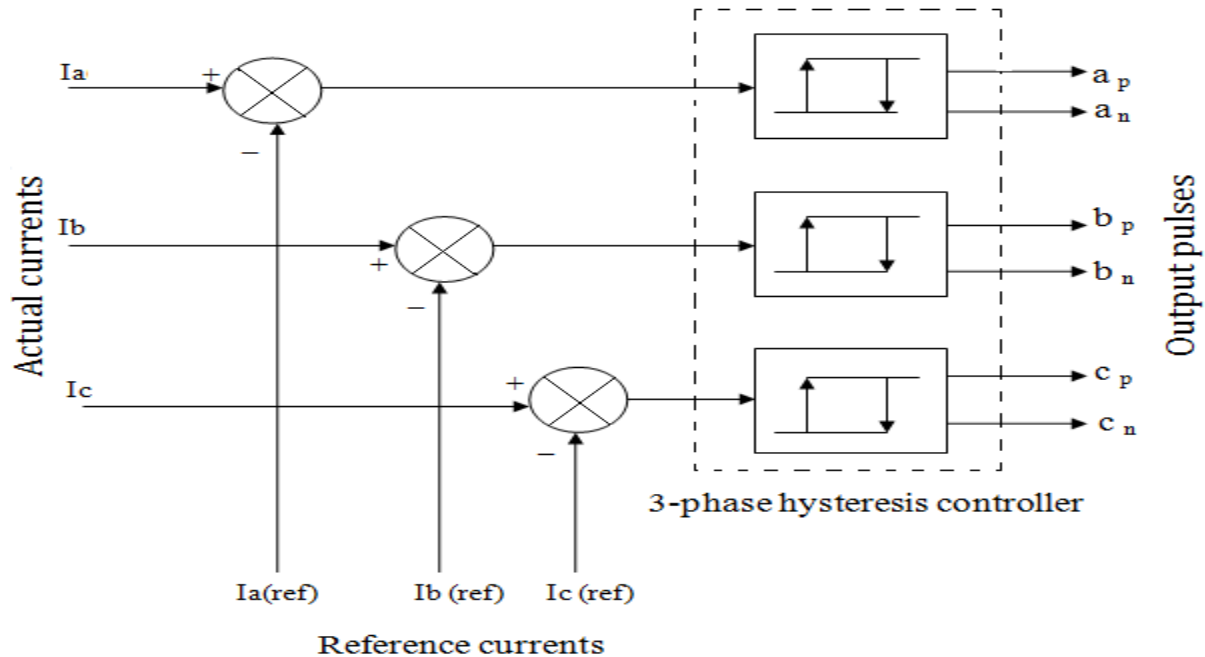 Actual currents
Ia
+
−
Ib
+
−
Ic
+
−
a p
a n
b p
b n
c p
c n
Output pulses
3-phase hysteresis controller
Ia(ref)
Ib (ref)
Ic (ref)
Reference currents